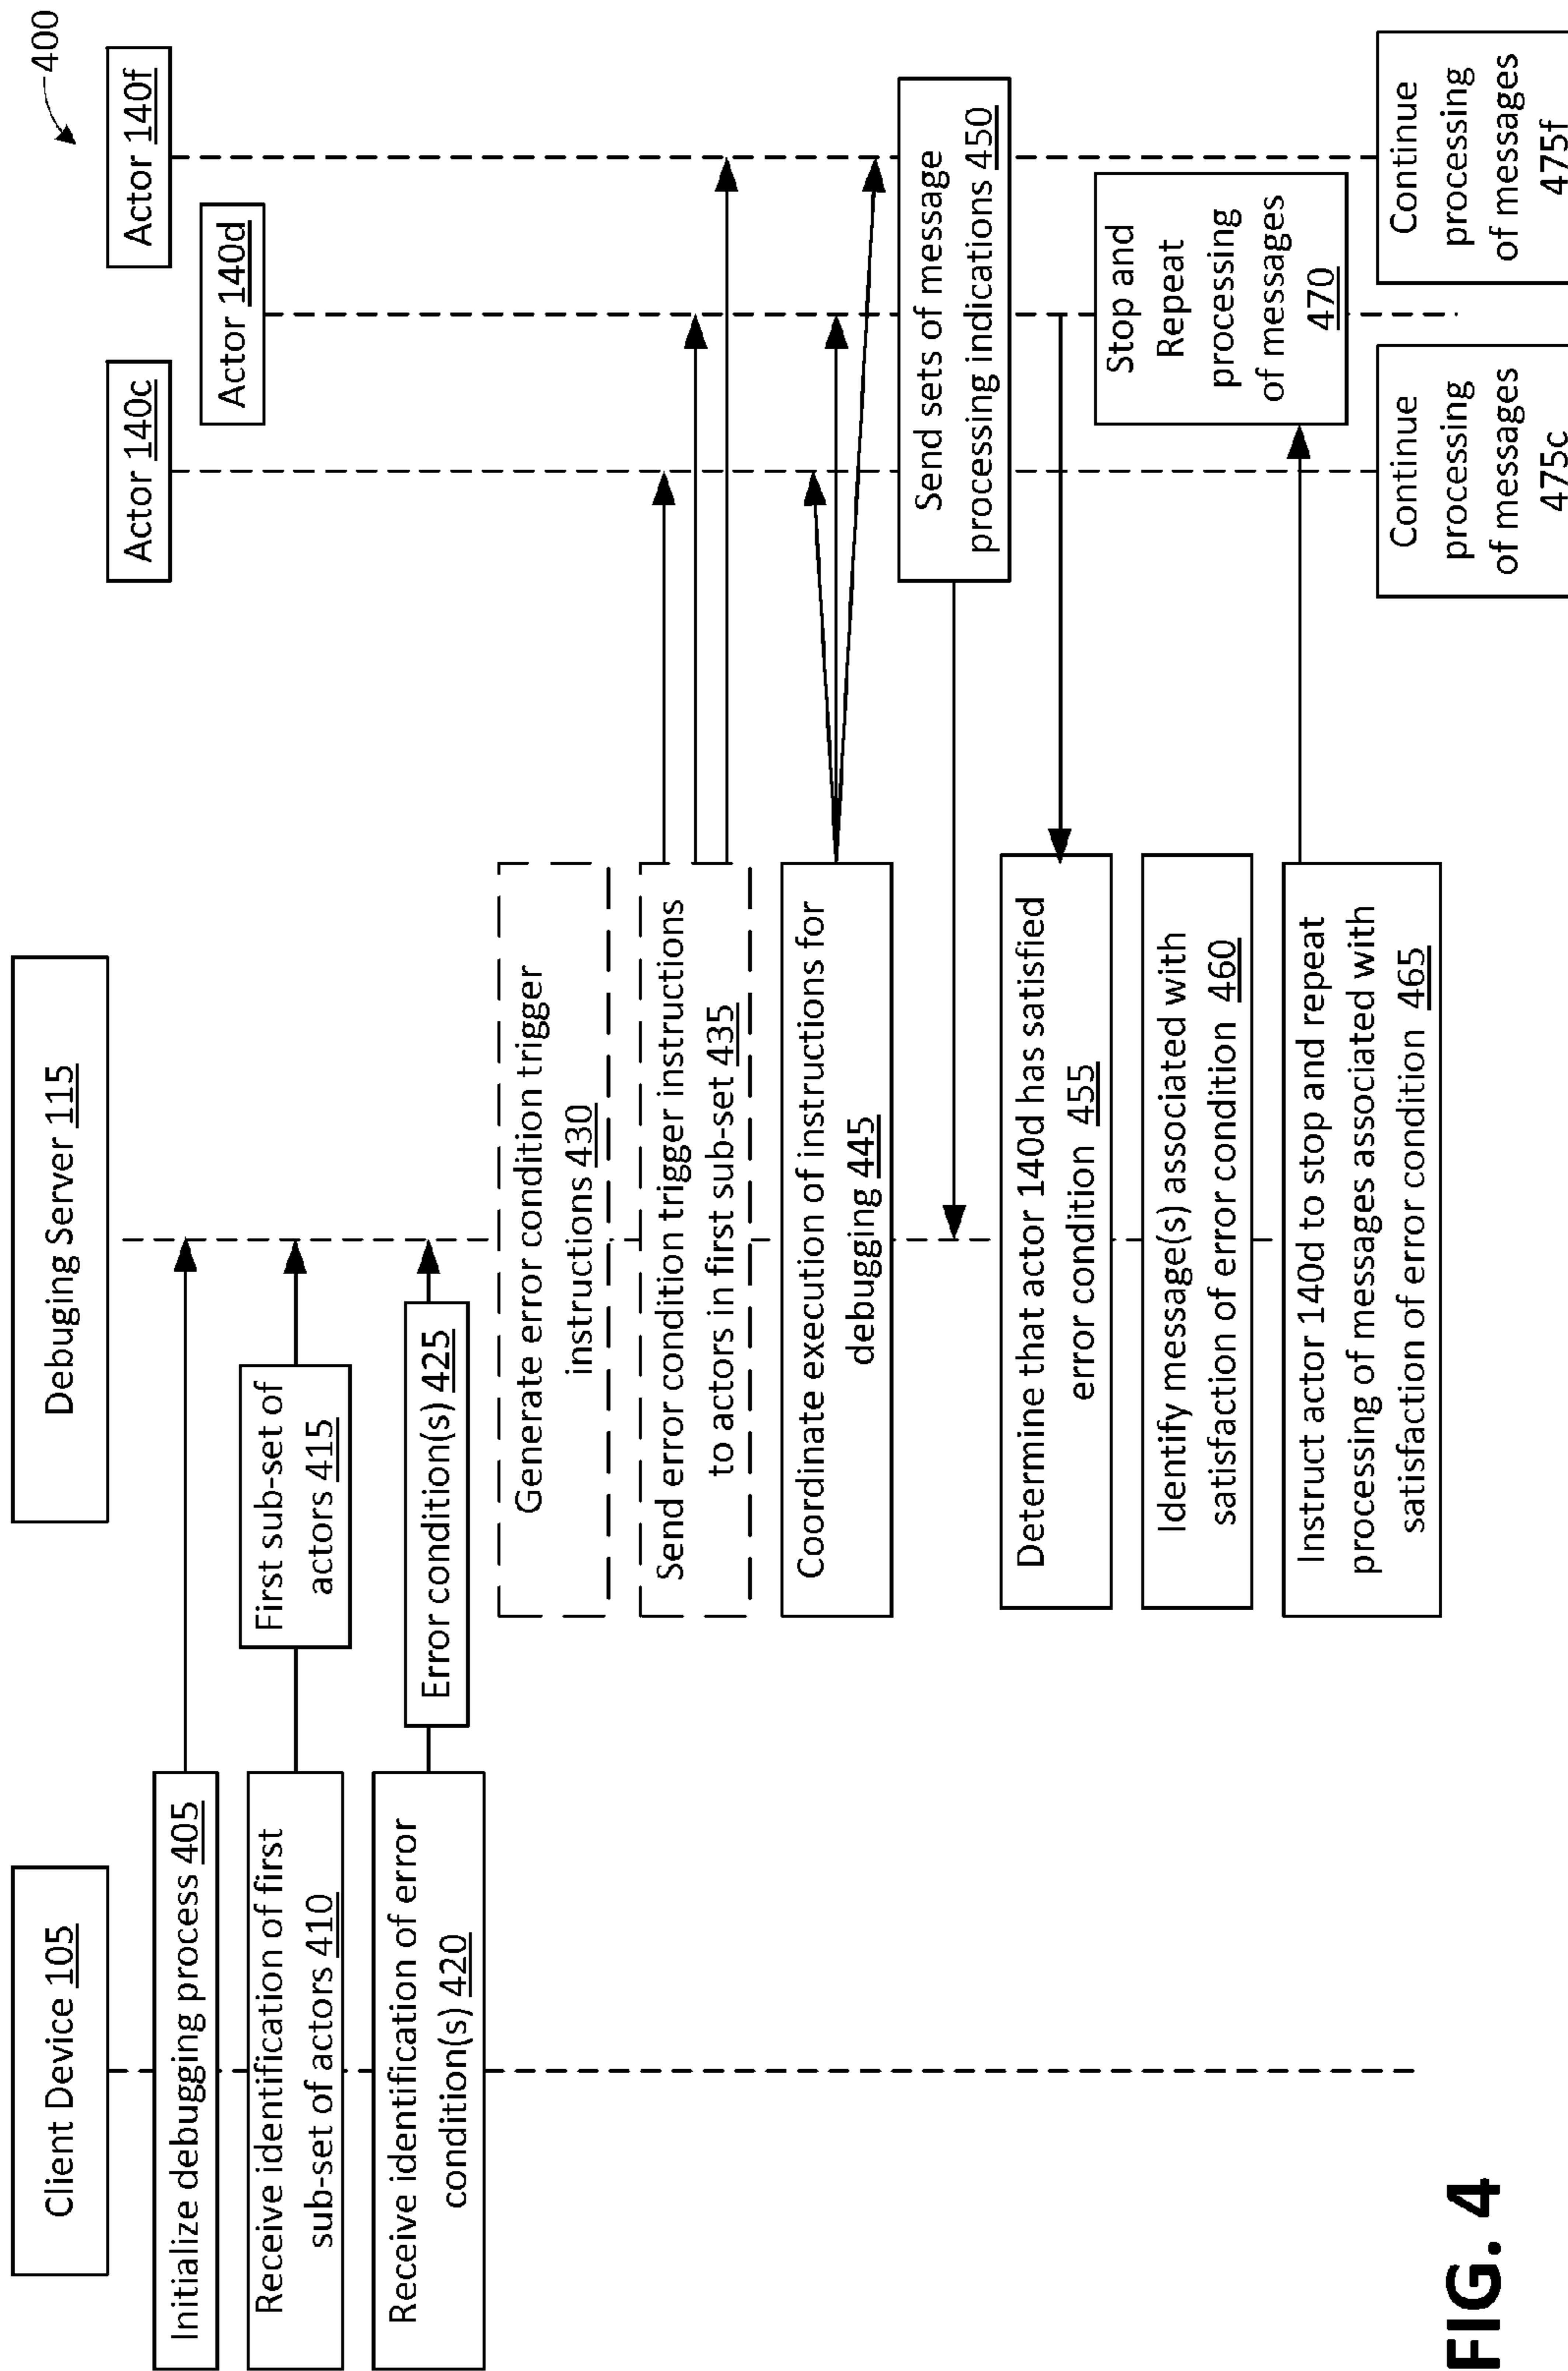 400
Client Device 105
Debuging Server 115
Actor 140c
Actor 140d
Actor 140f
Initialize debugging process 405
Receive identification of first
sub-set of actors 410
First sub-set of
actors 415
Receive identification of error
condition(s) 420
Error condition(s) 425
Generate error condition trigger
instructions 430
Send error condition trigger instructions
to actors in first sub-set 435
Coordinate execution of instructions for
debugging 445
Send sets of message
processing indications 450
Determine that actor 140d has satisfied
error condition 455
Identify message(s) associated with
satisfaction of error condition 460
Instruct actor 140d to stop and repeat
processing of messages associated with
satisfaction of error condition 465
Stop and
Repeat
processing
of messages
470
Continue
processing
of messages
475c
Continue
processing
of messages
475f
FIG. 4